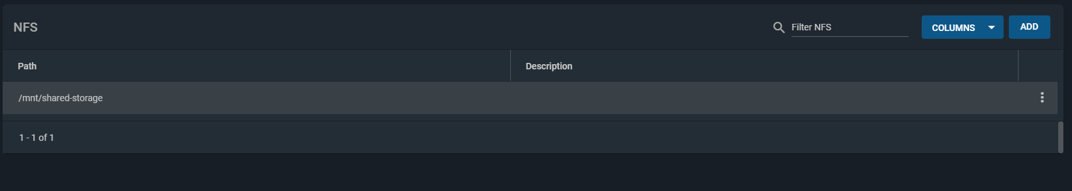 NFS
Filter NFS
COLUMNS
ADD
Path
Description
/mnt/shared-storage
1 - 1 of 1